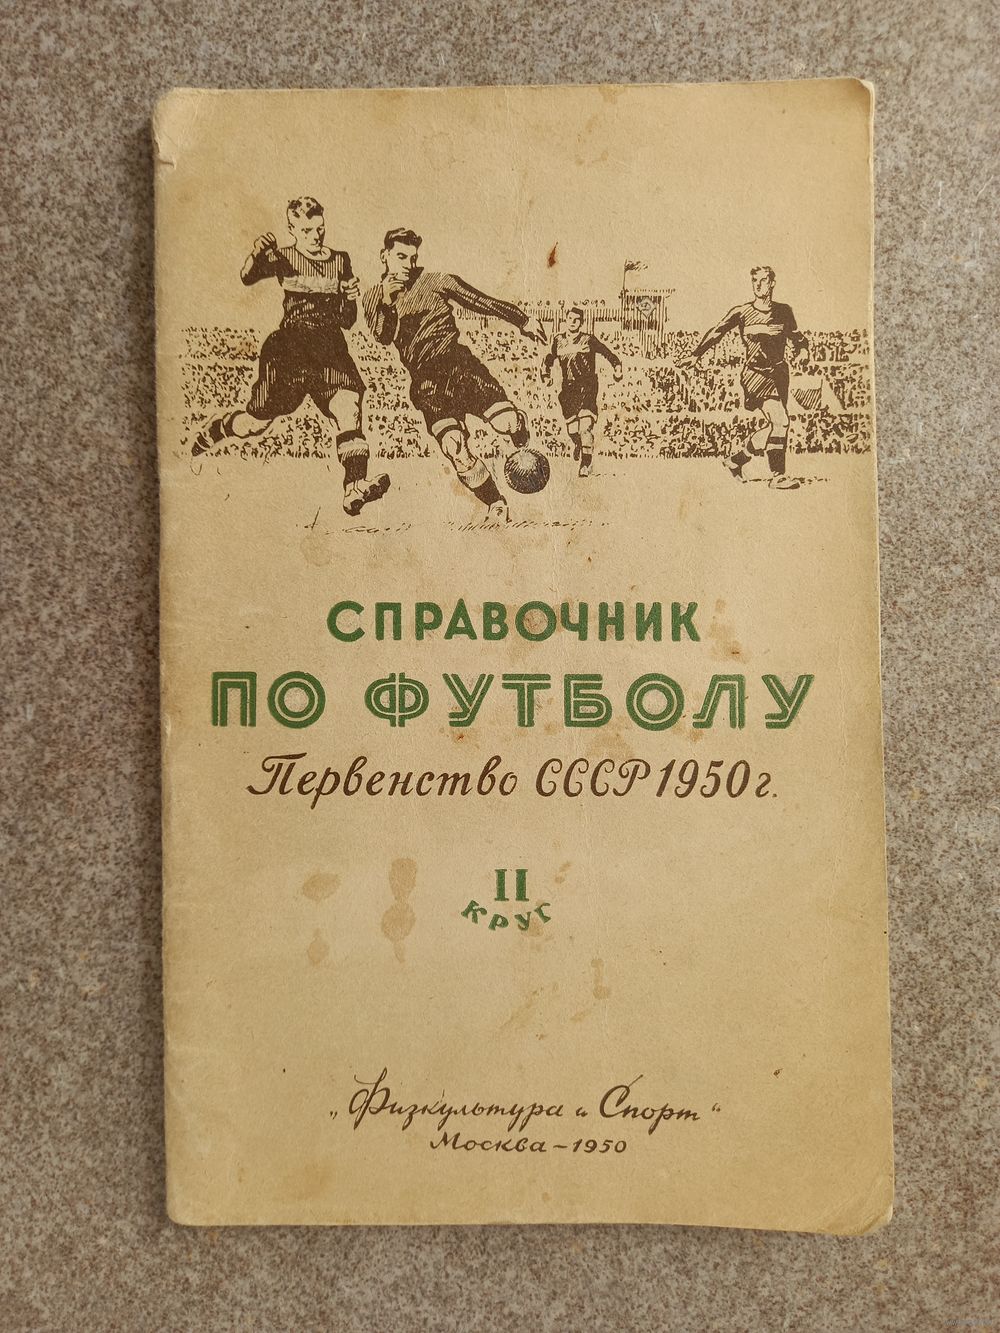 СПРАВОЧНИК
ПО ФУТБОЛУ
Первенство СССР 1950 г.
II
КРУГ
„Физкультура и Спорт“
Москва – 1950